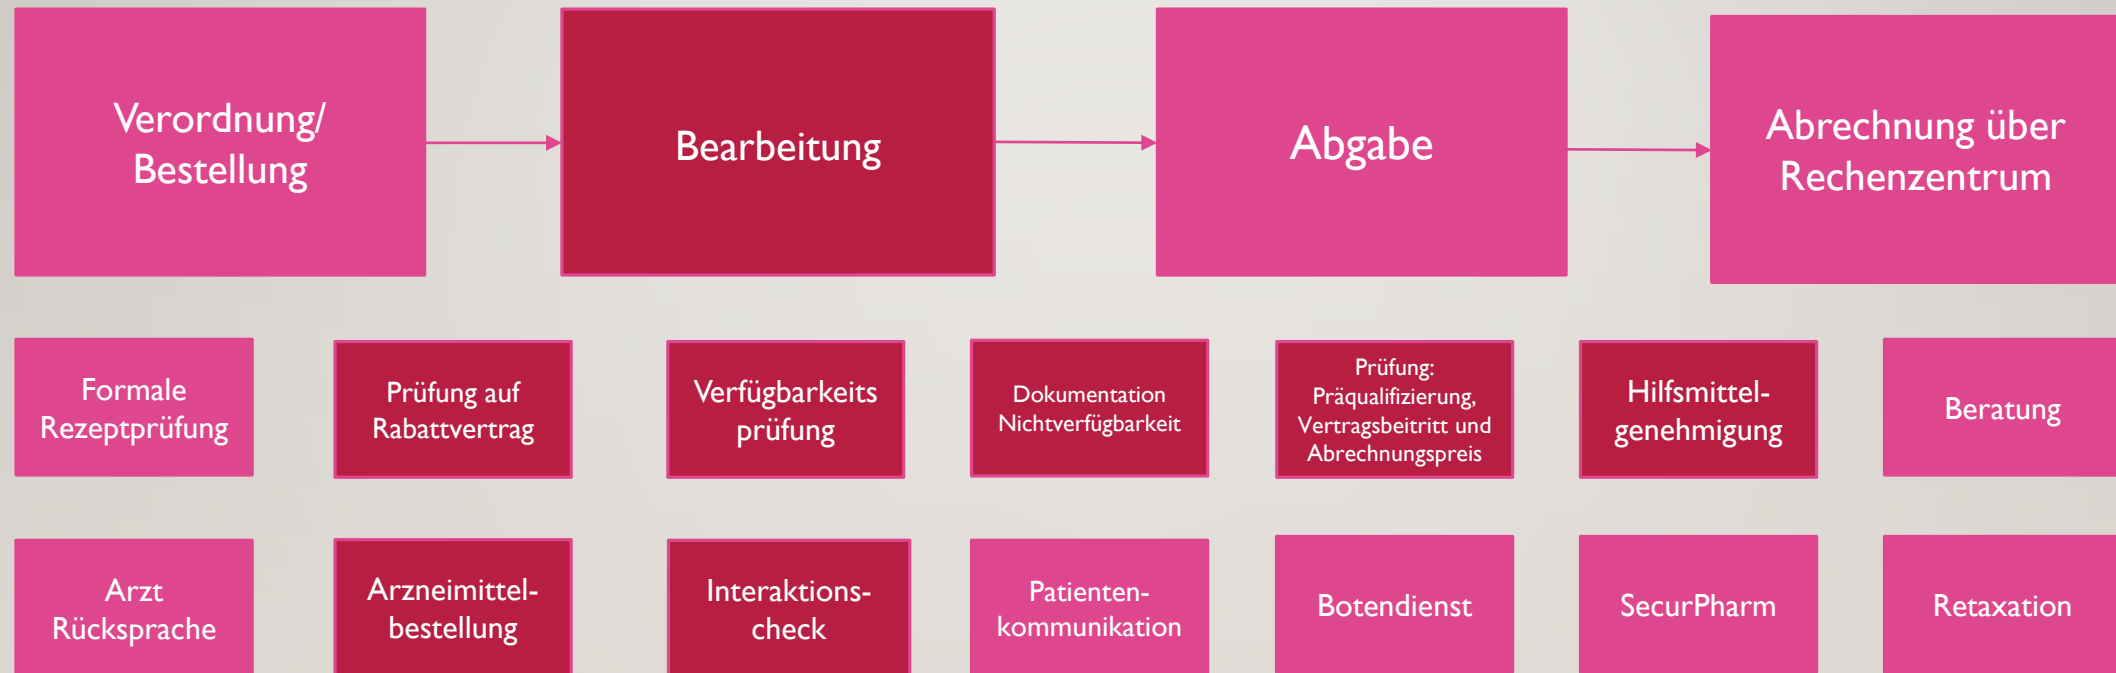 Verordnung/
Bestellung
Bearbeitung
Abgabe
Abrechnung über
Rechenzentrum
Formale
Rezeptprüfung
Prüfung auf
Rabattvertrag
Verfügbarkeits
prüfung
Dokumentation
Nichtverfügbarkeit
Prüfung:
Präqualifizierung,
Vertragsbeitritt und
Abrechnungspreis
Hilfsmittel-
genehmigung
Beratung
Arzt
Rücksprache
Arzneimittel-
bestellung
Interaktions-
check
Patienten-
kommunikation
Botendienst
SecurPharm
Retaxation